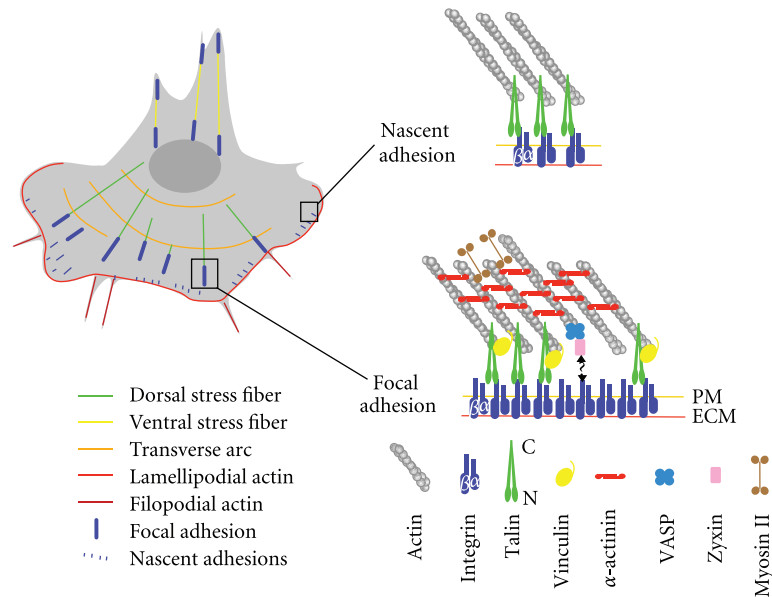 Nascent
adhesion
βα
Focal
adhesion
PM
ECM
βα
Dorsal stress fiber
Ventral stress fiber
Transverse arc
Lamellipodial actin
Filopodial actin
Focal adhesion
Nascent adhesions
C
N
βα
Actin
Integrin
Talin
Vinculin
α-actinin
VASP
Zyxin
Myosin II